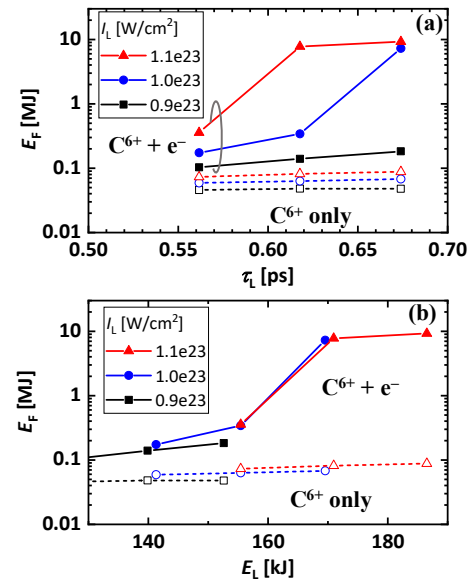 (a)
I_L [W/cm²]
1.1e23
1.0e23
0.9e23
C⁶⁺ + e⁻
C⁶⁺ only
E_F [MJ]
10
1
0.1
0.01
0.50 0.55 0.60 0.65 0.70
τ_L [ps]
(b)
I_L [W/cm²]
1.1e23
1.0e23
0.9e23
C⁶⁺ + e⁻
C⁶⁺ only
E_F [MJ]
10
1
0.1
0.01
140 160 180
E_L [kJ]